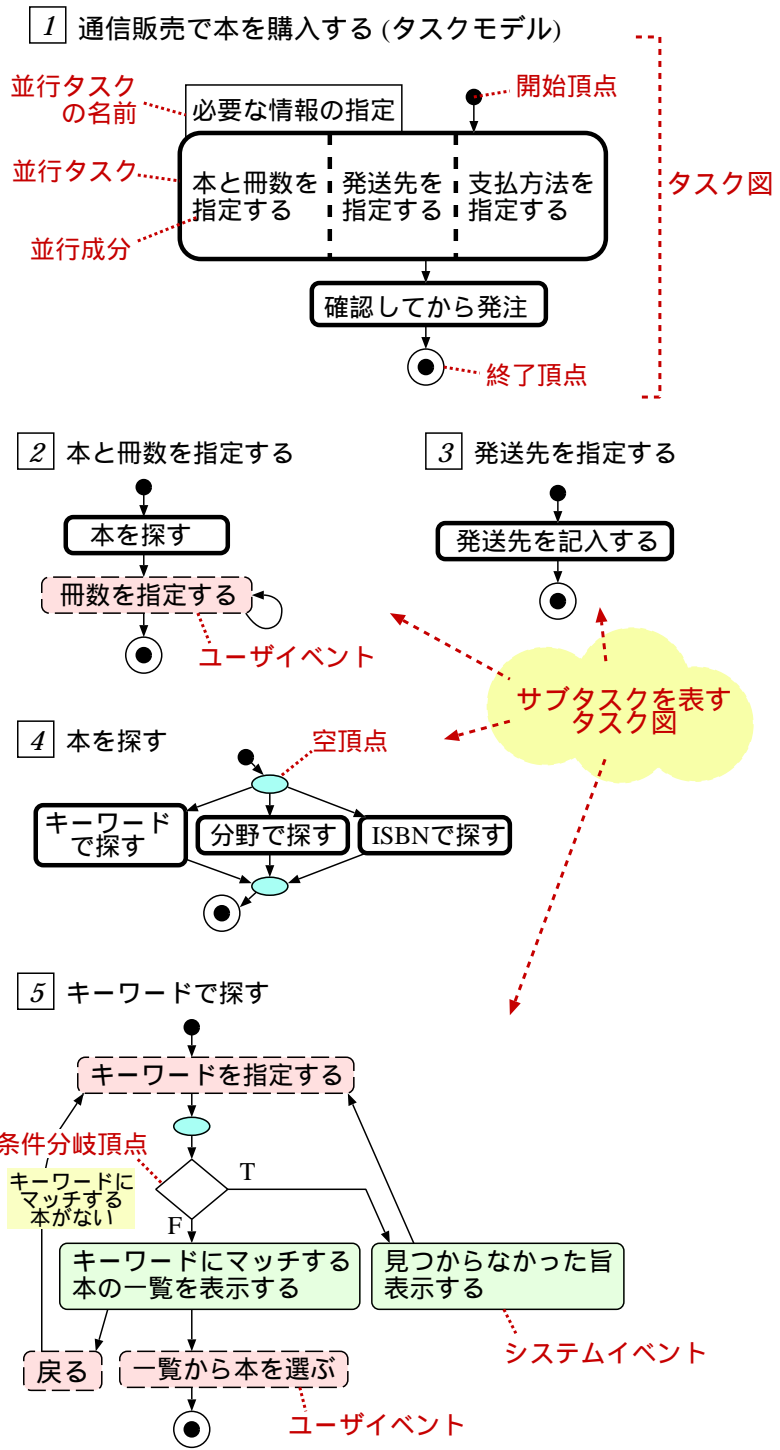 1 通信販売で本を購入する (タスクモデル)
並行タスク
の名前
必要な情報の指定
開始頂点
並行タスク
本と冊数を
指定する
発送先を
指定する
支払方法を
指定する
タスク図
並行成分
確認してから発注
終了頂点
2 本と冊数を指定する
本を探す
冊数を指定する
ユーザイベント
3 発送先を指定する
発送先を記入する
サブタスクを表す
タスク図
4 本を探す
空頂点
キーワード
で探す
分野で探す
ISBNで探す
5 キーワードで探す
キーワードを指定する
条件分岐頂点
キーワードに
マッチする
本がない
T
F
キーワードにマッチする
本の一覧を表示する
見つからなかった旨
表示する
システムイベント
戻る
一覧から本を選ぶ
ユーザイベント